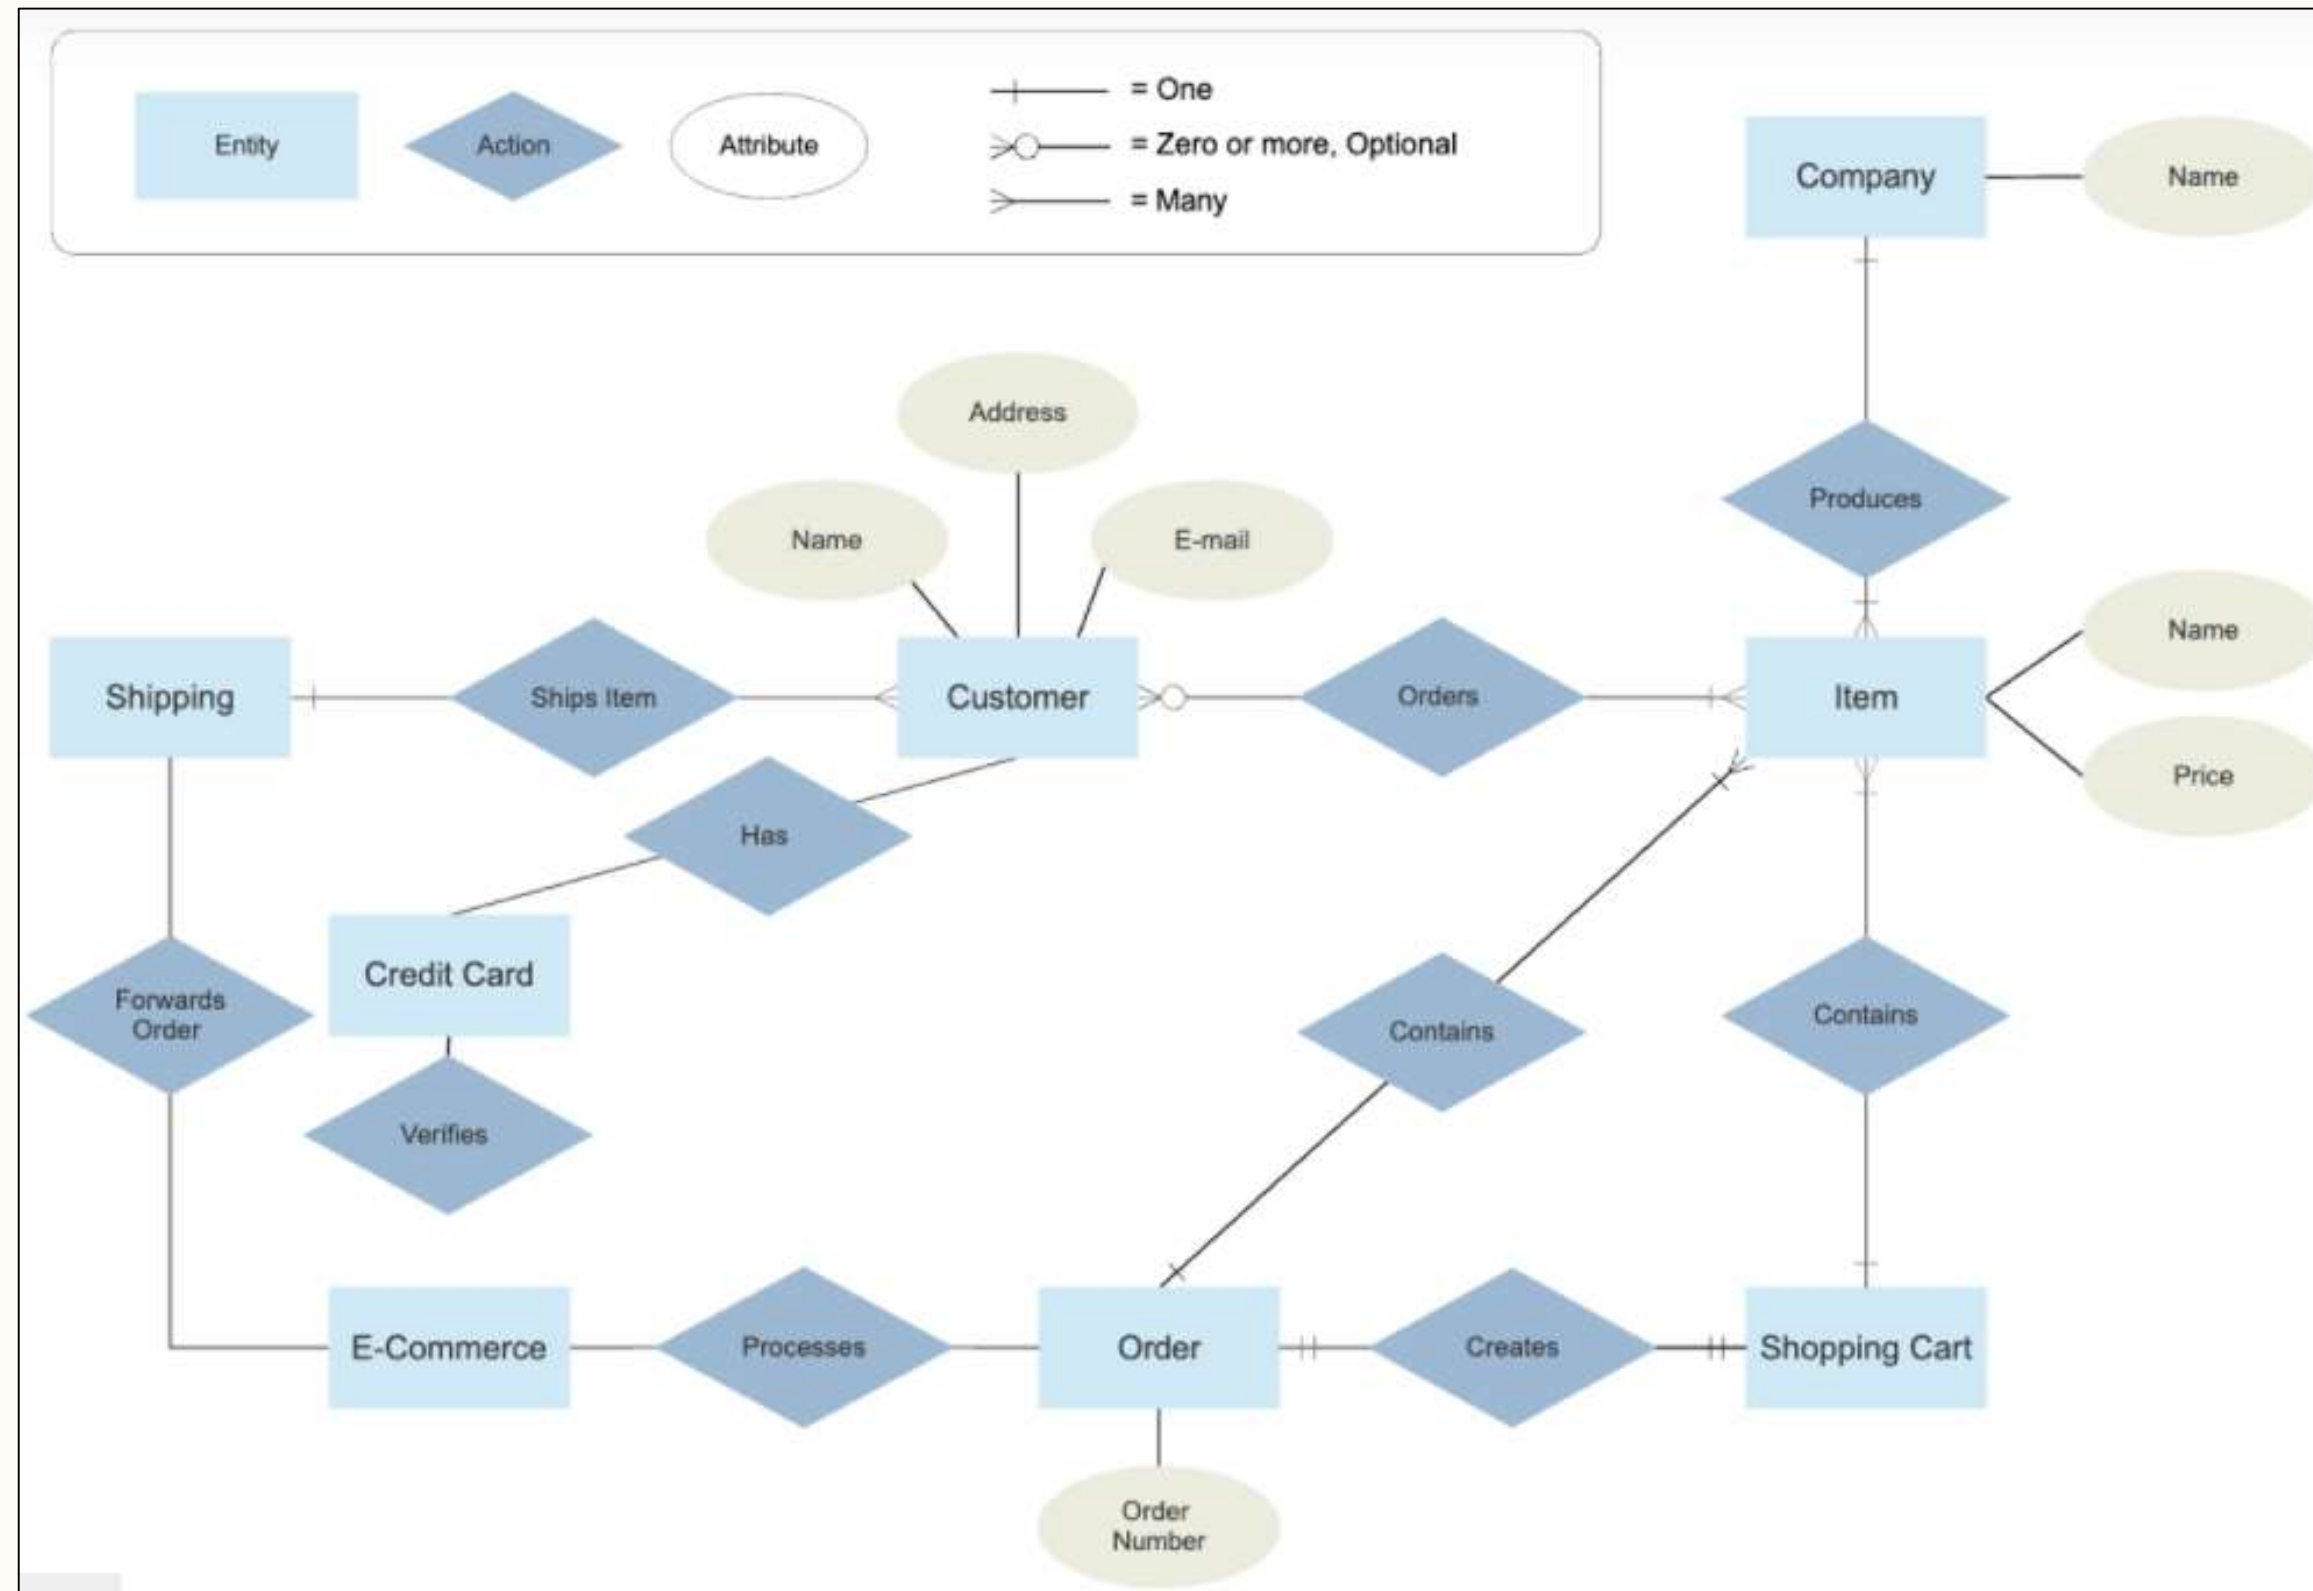 Entity
Action
Attribute
= One
= Zero or more, Optional
= Many
Company
Name
Address
Produces
Name
E-mail
Name
Shipping
Ships Item
Customer
Orders
Item
Price
Has
Credit Card
Forwards
Order
Contains
Contains
Verifies
E-Commerce
Processes
Order
Creates
Shopping Cart
Order
Number